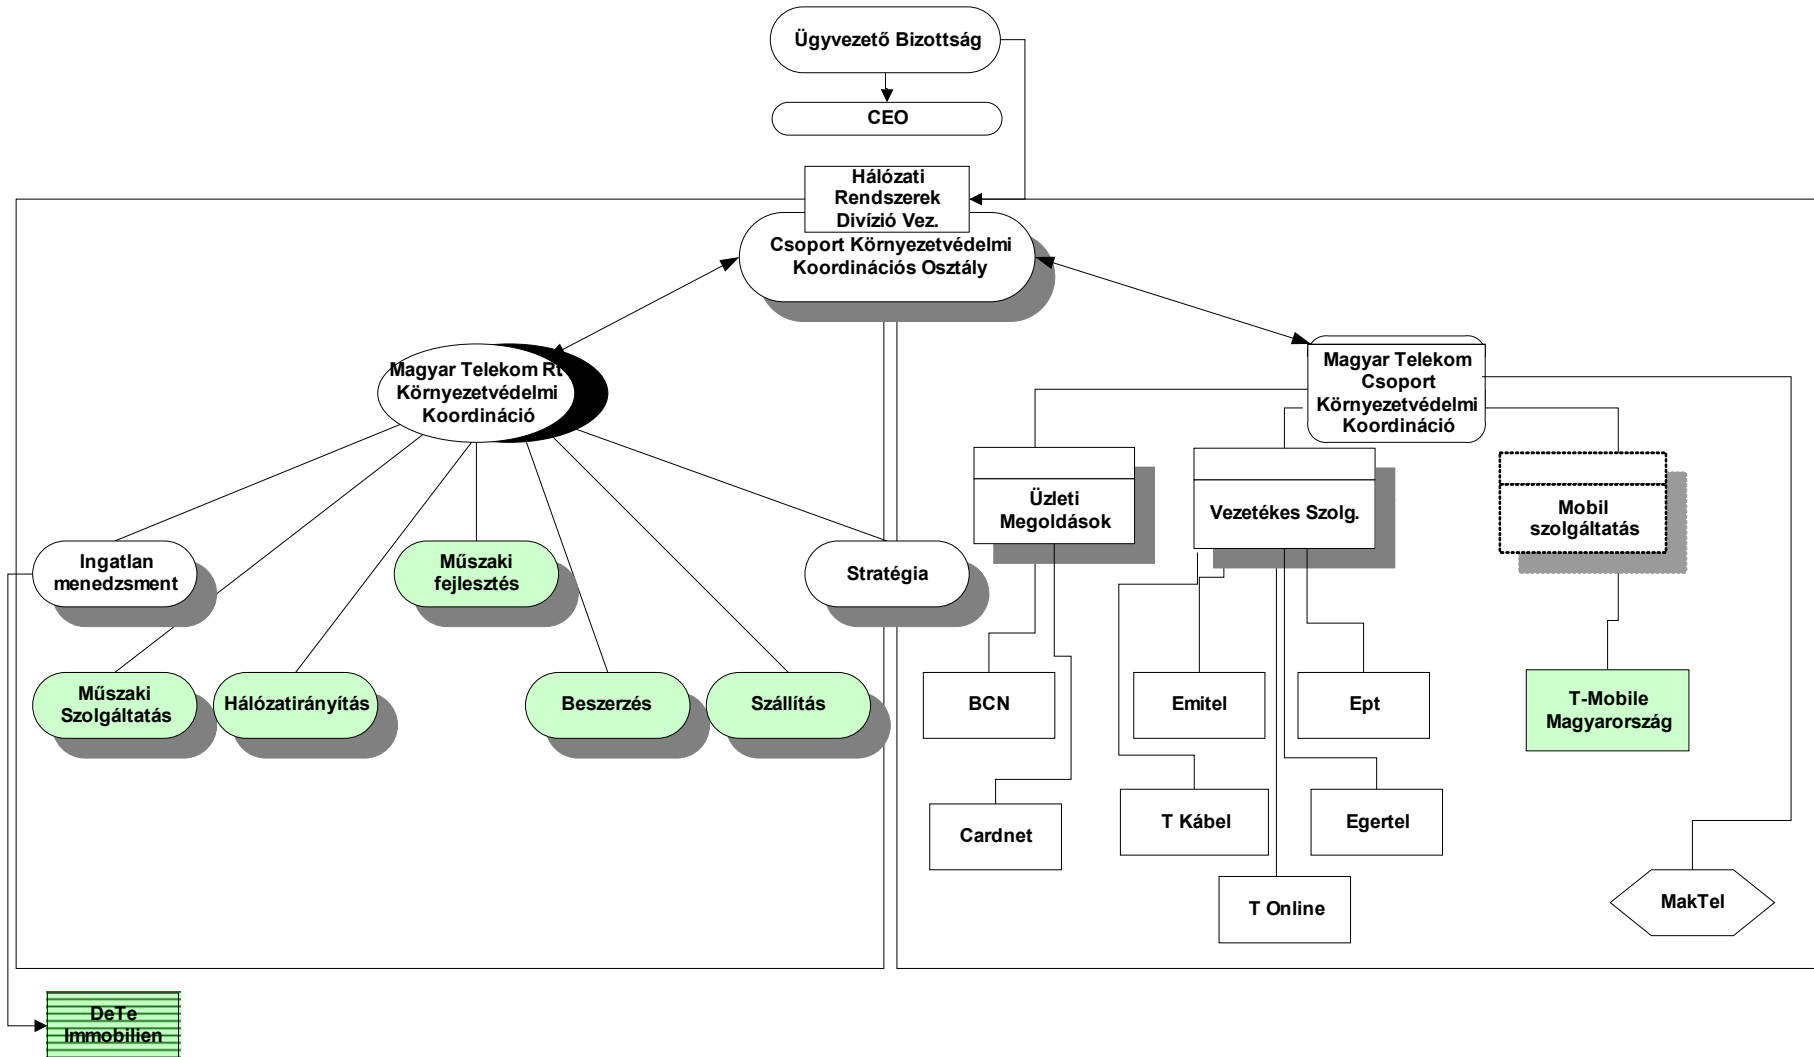 Ügyvezető Bizottság
CEO
Hálózati
Rendszerek
Divízió Vez.
Csoport Környezetvédelmi
Koordinációs Osztály
Magyar Telekom Rt
Környezetvédelmi
Koordináció
Magyar Telekom
Csoport
Környezetvédelmi
Koordináció
Üzleti
Megoldások
Vezetékes Szolg.
Mobil
szolgáltatás
Ingatlan
menedzsment
Műszaki
fejlesztés
Stratégia
Műszaki
Szolgáltatás
Hálózatirányítás
Beszerzés
Szállítás
BCN
Emitel
Ept
T-Mobile
Magyarország
Cardnet
T Kábel
Egertel
T Online
MakTel
DeTe
Immobilien